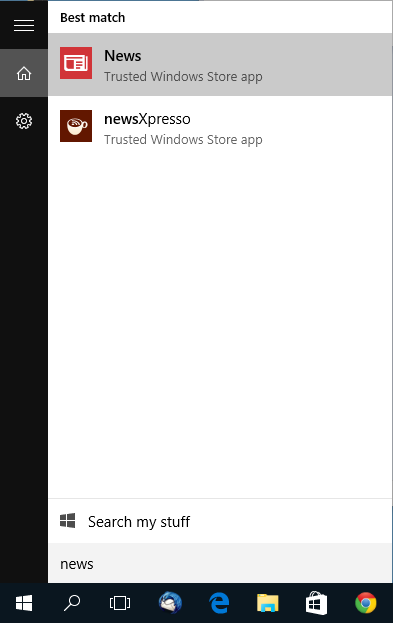 Best match
News
Trusted Windows Store app
newsXpresso
Trusted Windows Store app
Search my stuff
news